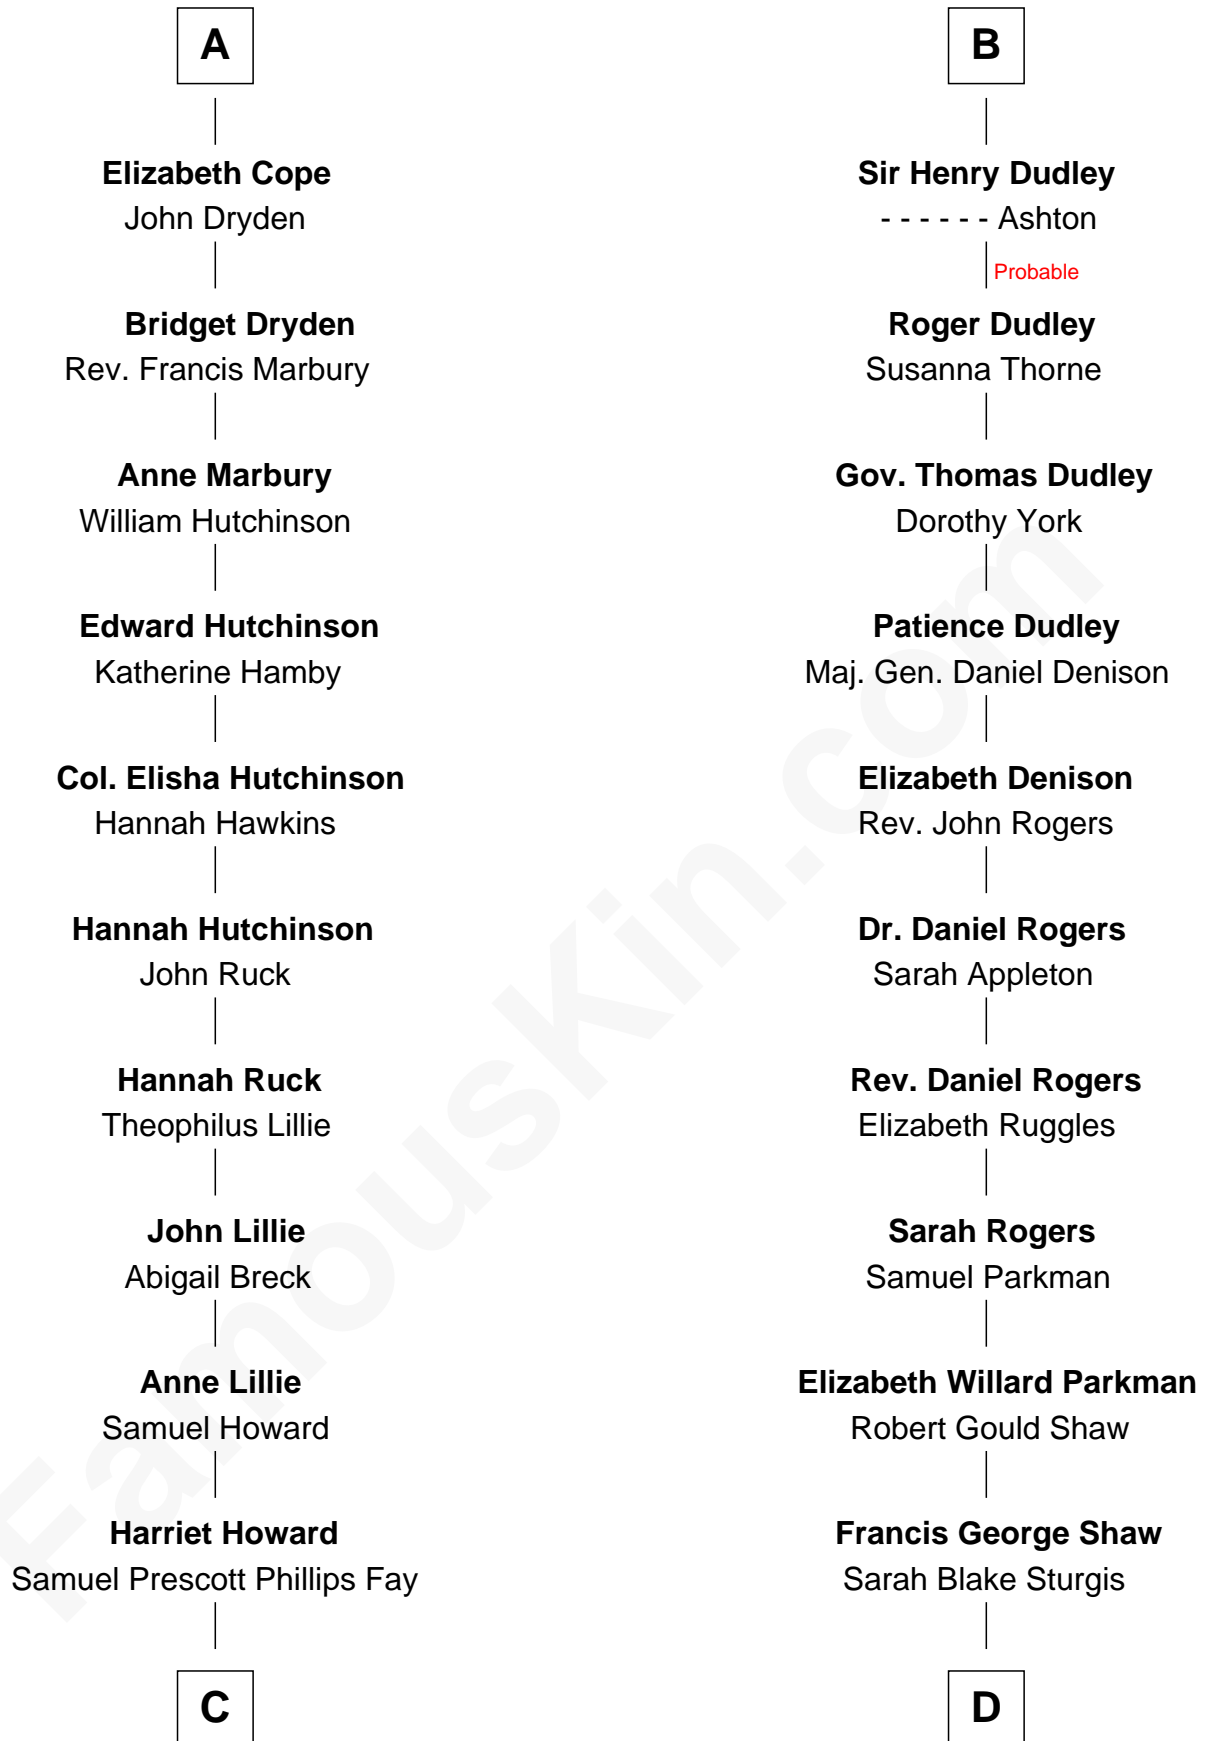 A
Elizabeth Cope
John Dryden
Bridget Dryden
Rev. Francis Marbury
Anne Marbury
William Hutchinson
Edward Hutchinson
Katherine Hamby
Col. Elisha Hutchinson
Hannah Hawkins
Hannah Hutchinson
John Ruck
Hannah Ruck
Theophilus Lillie
John Lillie
Abigail Breck
Anne Lillie
Samuel Howard
Harriet Howard
Samuel Prescott Phillips Fay
C
B
Sir Henry Dudley
- - - - - - Ashton
Probable
Roger Dudley
Susanna Thorne
Gov. Thomas Dudley
Dorothy York
Patience Dudley
Maj. Gen. Daniel Denison
Elizabeth Denison
Rev. John Rogers
Dr. Daniel Rogers
Sarah Appleton
Rev. Daniel Rogers
Elizabeth Ruggles
Sarah Rogers
Samuel Parkman
Elizabeth Willard Parkman
Robert Gould Shaw
Francis George Shaw
Sarah Blake Sturgis
D
FamousKin.com